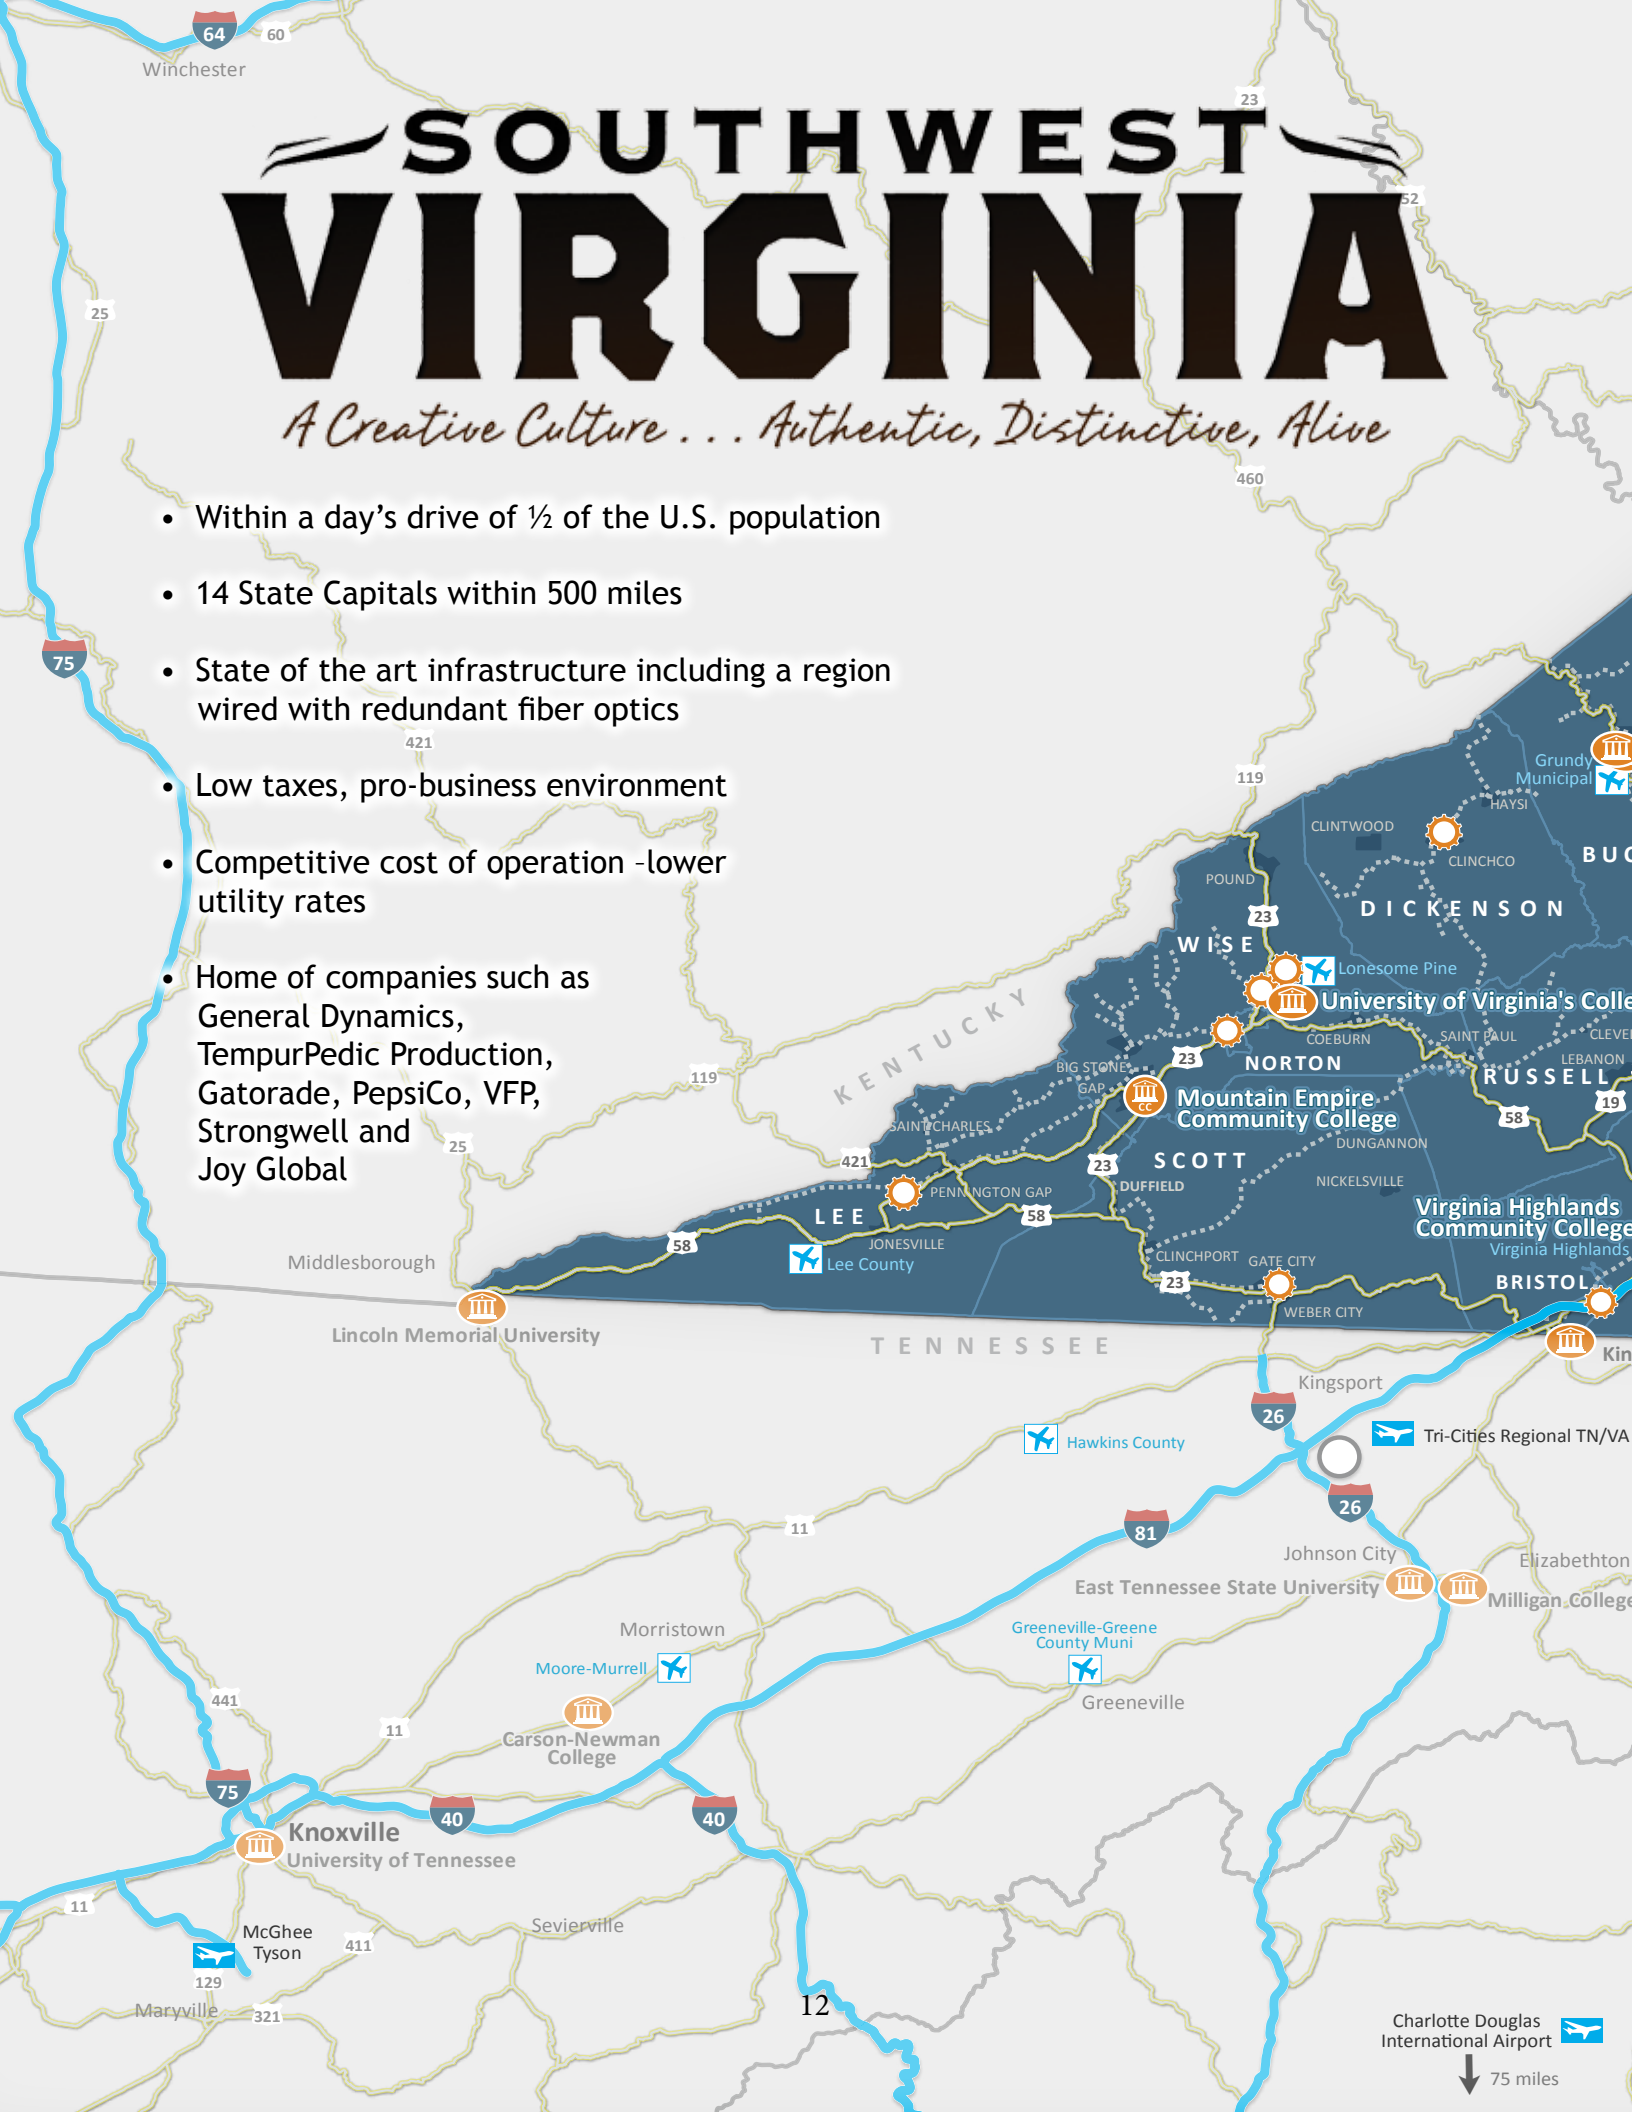 64
60
Winchester
23
SOUTHWEST
VIRGINIA
52
25
A Creative Culture . . . Authentic, Distinctive, Alive
460
• Within a day's drive of ½ of the U.S. population
• 14 State Capitals within 500 miles
75
• State of the art infrastructure including a region
wired with redundant fiber optics
421
119
• Low taxes, pro-business environment
• Competitive cost of operation –lower
utility rates
• Home of companies such as
General Dynamics,
TempurPedic Production,
Gatorade, PepsiCo, VFP,
Strongwell and
Joy Global
119
25
KENTUCKY
Grundy
Municipal
HAYSI
CLINTWOOD
CLINCHCO
BUC
POUND
DICKENSON
23
WISE
Lonesome Pine
University of Virginia's Colle
COEBURN
SAINT PAUL
CLEVE
LEBANON
23
NORTON
BIG STONE
GAP
RUSSELL
CC
Mountain Empire
Community College
58
19
SAINT CHARLES
DUNGANNON
421
23
SCOTT
DUFFIELD
NICKELSVILLE
PENNINGTON GAP
LEE
58
Virginia Highlands
Community College
58
JONESVILLE
Virginia Highlands
Lee County
CLINCHPORT
GATE CITY
23
BRISTOL
WEBER CITY
Middlesborough
Lincoln Memorial University
TENNESSEE
Kin
Kingsport
26
Hawkins County
Tri-Cities Regional TN/VA
26
11
81
Johnson City
Elizabethton
East Tennessee State University
Milligan College
Morristown
Greeneville-Greene
County Muni
Moore-Murrell
Greeneville
441
11
Carson-Newman
College
75
40
40
Knoxville
University of Tennessee
11
McGhee
Tyson
411
Sevierville
129
Maryville
321
12
Charlotte Douglas
International Airport
75 miles